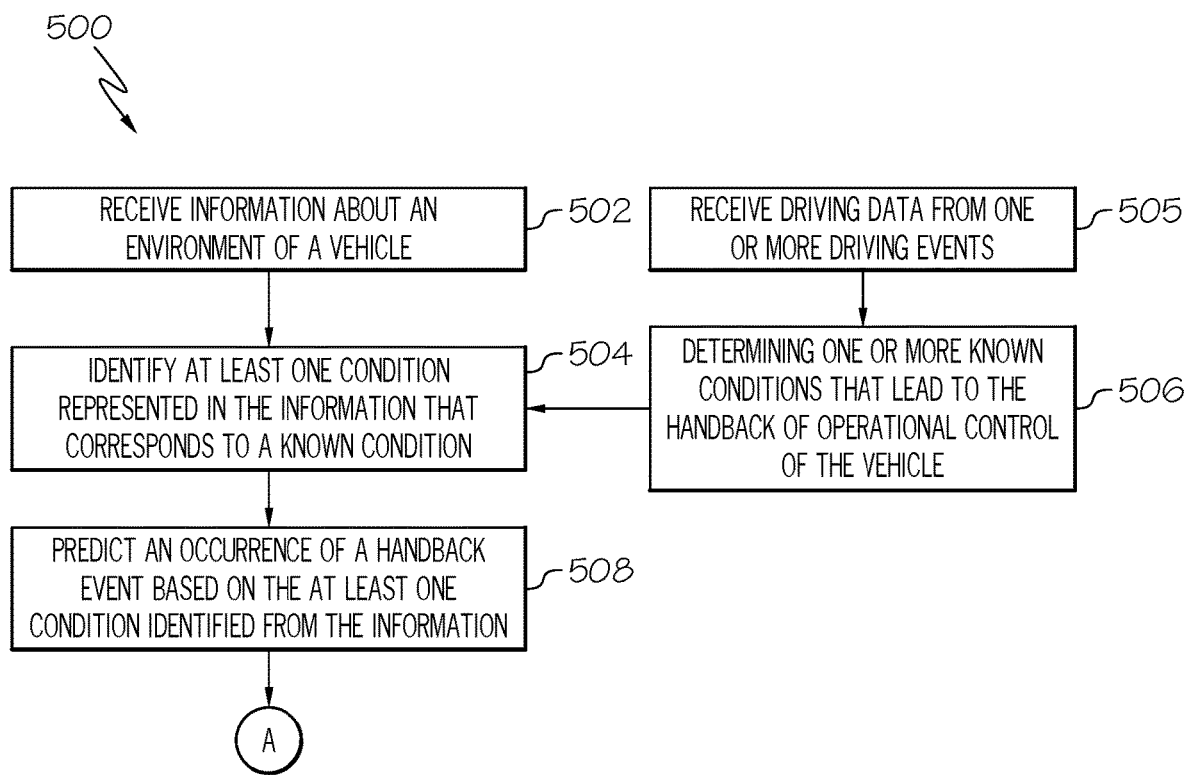 500
RECEIVE INFORMATION ABOUT AN
ENVIRONMENT OF A VEHICLE
502
RECEIVE DRIVING DATA FROM ONE
OR MORE DRIVING EVENTS
505
IDENTIFY AT LEAST ONE CONDITION
REPRESENTED IN THE INFORMATION THAT
CORRESPONDS TO A KNOWN CONDITION
504
DETERMINING ONE OR MORE KNOWN
CONDITIONS THAT LEAD TO THE
HANDBACK OF OPERATIONAL CONTROL
OF THE VEHICLE
506
PREDICT AN OCCURRENCE OF A HANDBACK
EVENT BASED ON THE AT LEAST ONE
CONDITION IDENTIFIED FROM THE INFORMATION
508
A